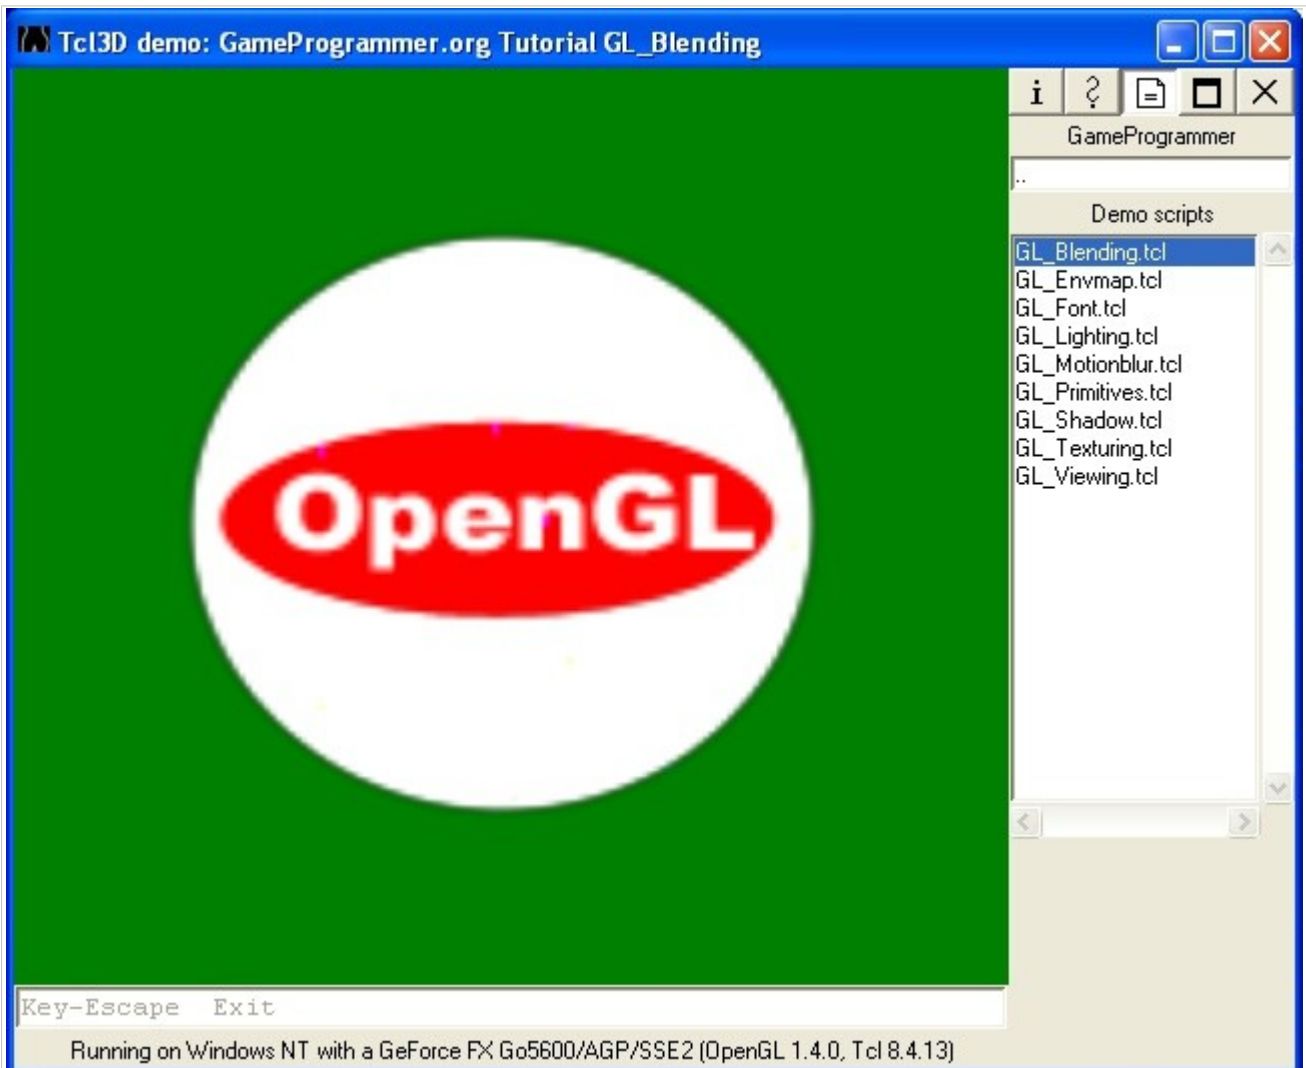 Tcl3D demo: GameProgrammer.org Tutorial GL_Blending
i ?
GameProgrammer
..
Demo scripts
GL_Blending.tcl
GL_Envmap.tcl
GL_Font.tcl
GL_Lighting.tcl
GL_Motionblur.tcl
GL_Primitives.tcl
GL_Shadow.tcl
GL_Texturing.tcl
GL_Viewing.tcl
OpenGL
Key-Escape Exit
Running on Windows NT with a GeForce FX Go5600/AGP/SSE2 (OpenGL 1.4.0, Tcl 8.4.13)